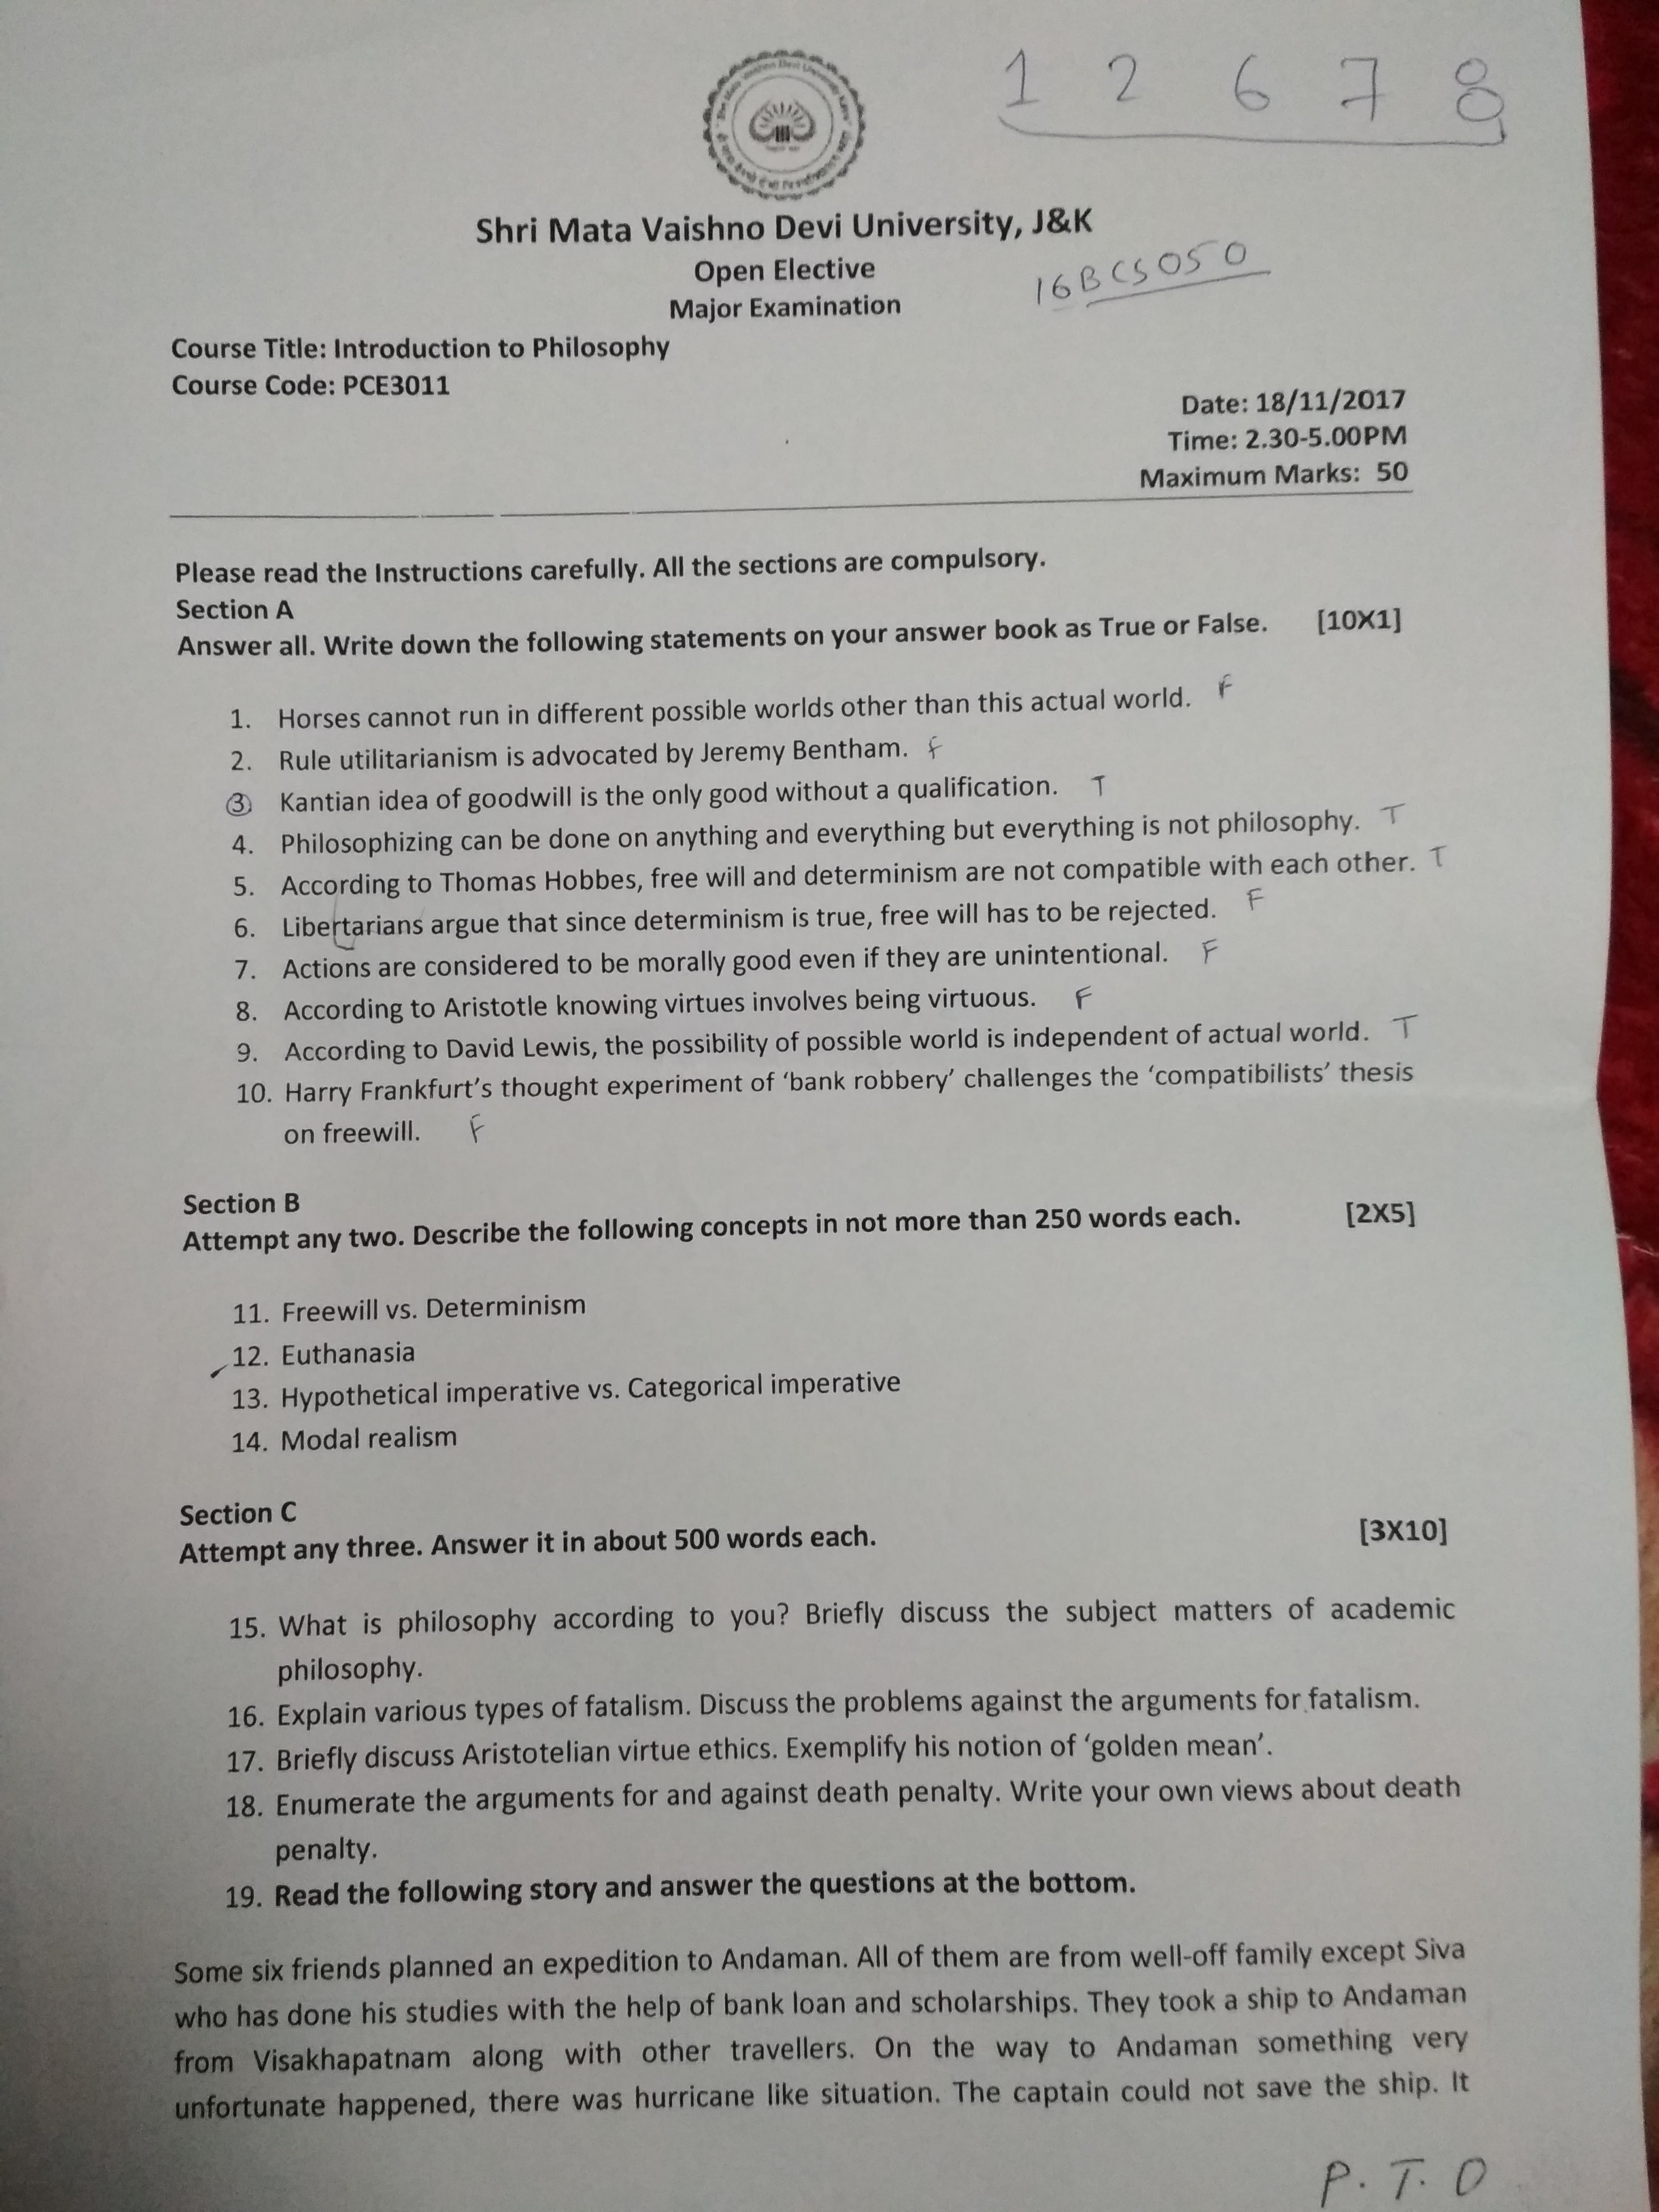 1 2 6 7 8
Shri Mata Vaishno Devi University, J&K
Open Elective
16BCS050
Major Examination
Course Title: Introduction to Philosophy
Course Code: PCE3011
Date: 18/11/2017
Time: 2.30-5.00PM
Maximum Marks: 50
Please read the Instructions carefully. All the sections are compulsory.
Section A
Answer all. Write down the following statements on your answer book as True or False. [10X1]
1. Horses cannot run in different possible worlds other than this actual world. F
2. Rule utilitarianism is advocated by Jeremy Bentham. F
3. Kantian idea of goodwill is the only good without a qualification. T
4. Philosophizing can be done on anything and everything but everything is not philosophy. T
5. According to Thomas Hobbes, free will and determinism are not compatible with each other. T
6. Libertarians argue that since determinism is true, free will has to be rejected. F
7. Actions are considered to be morally good even if they are unintentional. F
8. According to Aristotle knowing virtues involves being virtuous. F
9. According to David Lewis, the possibility of possible world is independent of actual world. T
10. Harry Frankfurt's thought experiment of 'bank robbery' challenges the 'compatibilists' thesis
on freewill. F
Section B
Attempt any two. Describe the following concepts in not more than 250 words each. [2X5]
11. Freewill vs. Determinism
12. Euthanasia
13. Hypothetical imperative vs. Categorical imperative
14. Modal realism
Section C
Attempt any three. Answer it in about 500 words each. [3X10]
15. What is philosophy according to you? Briefly discuss the subject matters of academic
philosophy.
16. Explain various types of fatalism. Discuss the problems against the arguments for fatalism.
17. Briefly discuss Aristotelian virtue ethics. Exemplify his notion of 'golden mean'.
18. Enumerate the arguments for and against death penalty. Write your own views about death
penalty.
19. Read the following story and answer the questions at the bottom.
Some six friends planned an expedition to Andaman. All of them are from well-off family except Siva
who has done his studies with the help of bank loan and scholarships. They took a ship to Andaman
from Visakhapatnam along with other travellers. On the way to Andaman something very
unfortunate happened, there was hurricane like situation. The captain could not save the ship. It
P.T.O